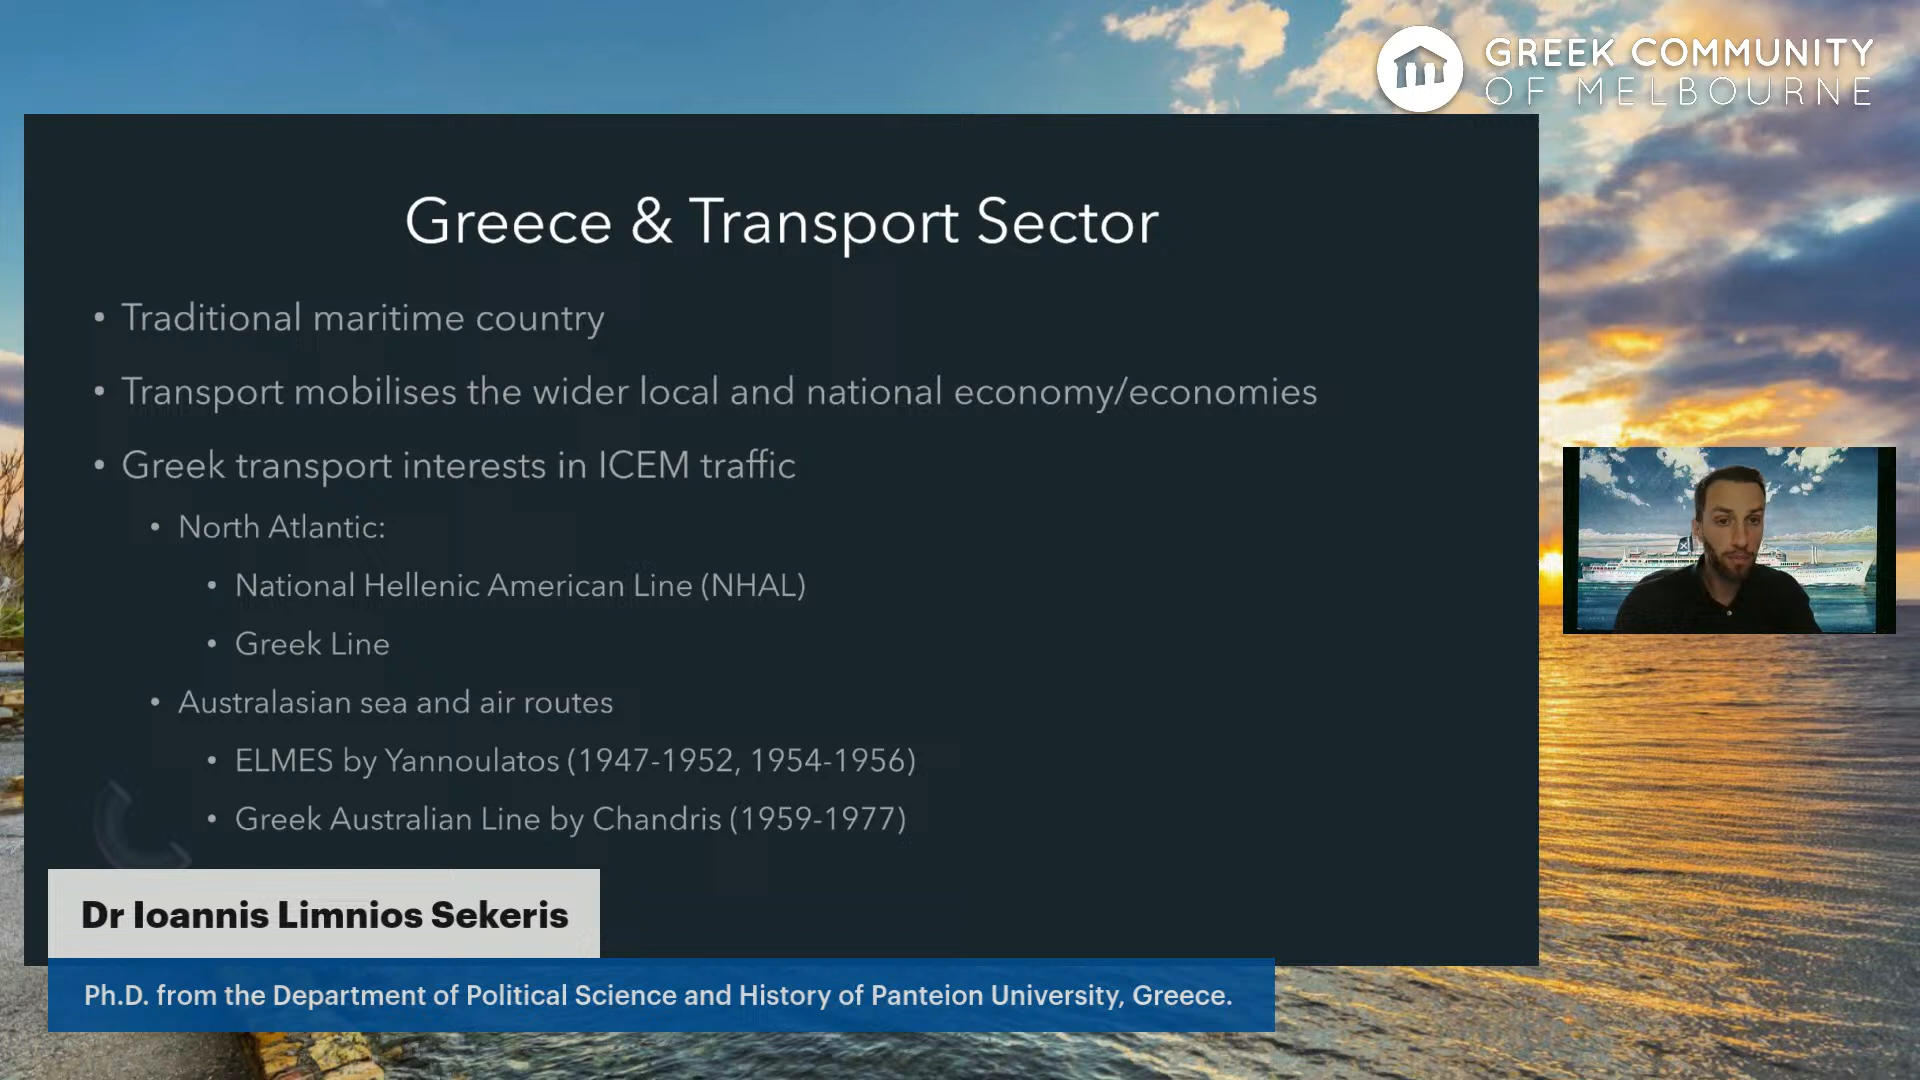 GREEK COMMUNITY
OF MELBOURNE
Greece & Transport Sector
• Traditional maritime country
• Transport mobilises the wider local and national economy/economies
• Greek transport interests in ICEM traffic
• North Atlantic:
• National Hellenic American Line (NHAL)
• Greek Line
• Australasian sea and air routes
• ELMES by Yannoulatos (1947-1952, 1954-1956)
• Greek Australian Line by Chandris (1959-1977)
Dr Ioannis Limnios Sekeris
Ph.D. from the Department of Political Science and History of Panteion University, Greece.